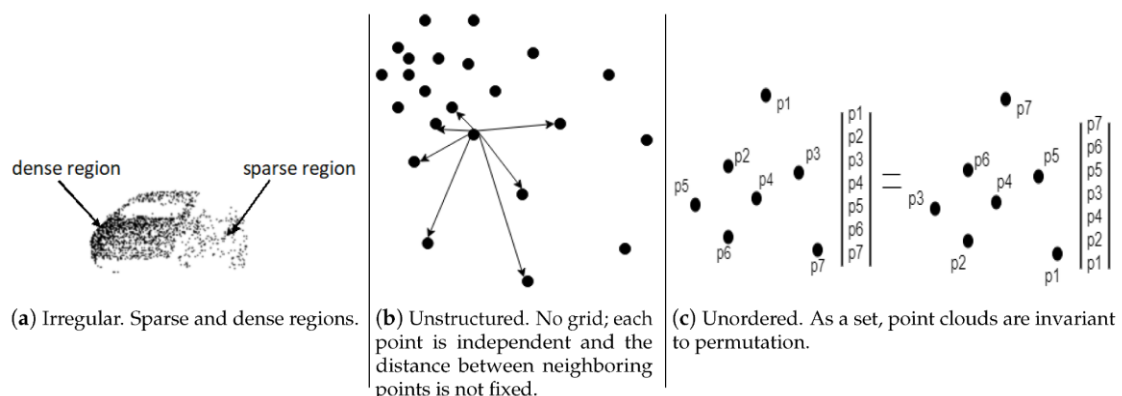 dense region
sparse region
(a) Irregular. Sparse and dense regions.
(b) Unstructured. No grid; each
point is independent and the
distance between neighboring
points is not fixed.
p1
p2
p3
p4
p5
p6
p7
p1
p2
p3
p4
p5
p6
p7
=
p7
p6
p5
p4
p3
p2
p1
p7
p6
p5
p3
p4
p2
p1
(c) Unordered. As a set, point clouds are invariant
to permutation.